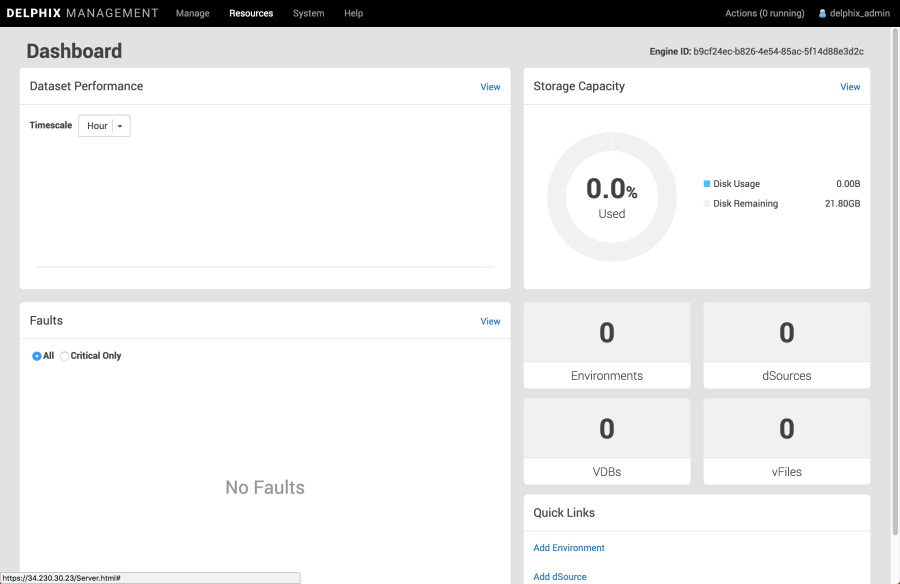 DELPHIX MANAGEMENT Manage Resources System Help Actions (0 running) delphix_admin
Dashboard Engine ID: b9cf24ec-b826-4e54-85ac-5f14d88e3d2c
Dataset Performance View
Timescale Hour
Storage Capacity View
0.0%
Used
Disk Usage 0.00B
Disk Remaining 21.80GB
Faults View
All Critical Only
No Faults
0
Environments
0
dSources
0
VDBs
0
vFiles
Quick Links
Add Environment
Add dSource
https://34.230.30.23/Server.html#